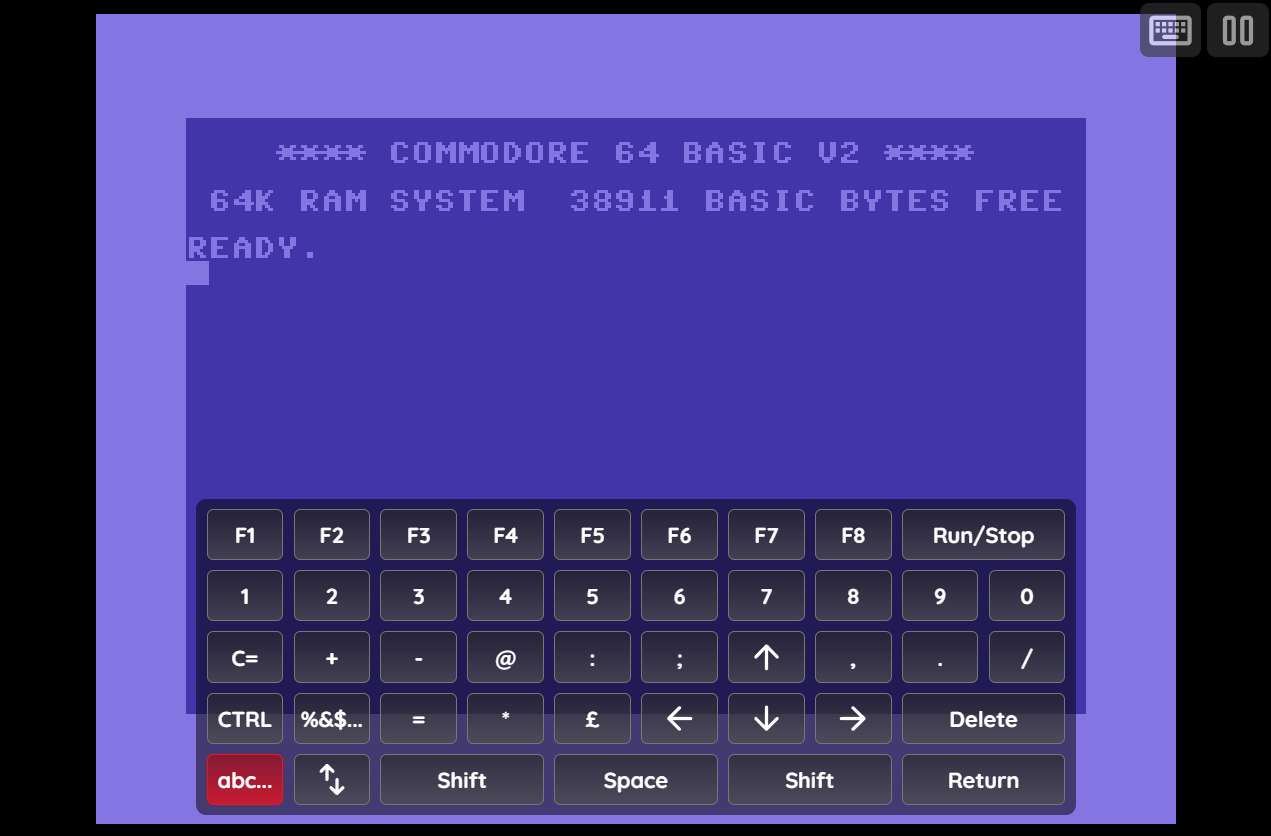 **** COMMODORE 64 BASIC V2 ****
64K RAM SYSTEM  38911 BASIC BYTES FREE
READY.
F1 F2 F3 F4 F5 F6 F7 F8 Run/Stop
1 2 3 4 5 6 7 8 9 0
C= + - @ : ; ↑ , . /
CTRL %&$... = * £ ← ↓ → Delete
abc... Shift Space Shift Return